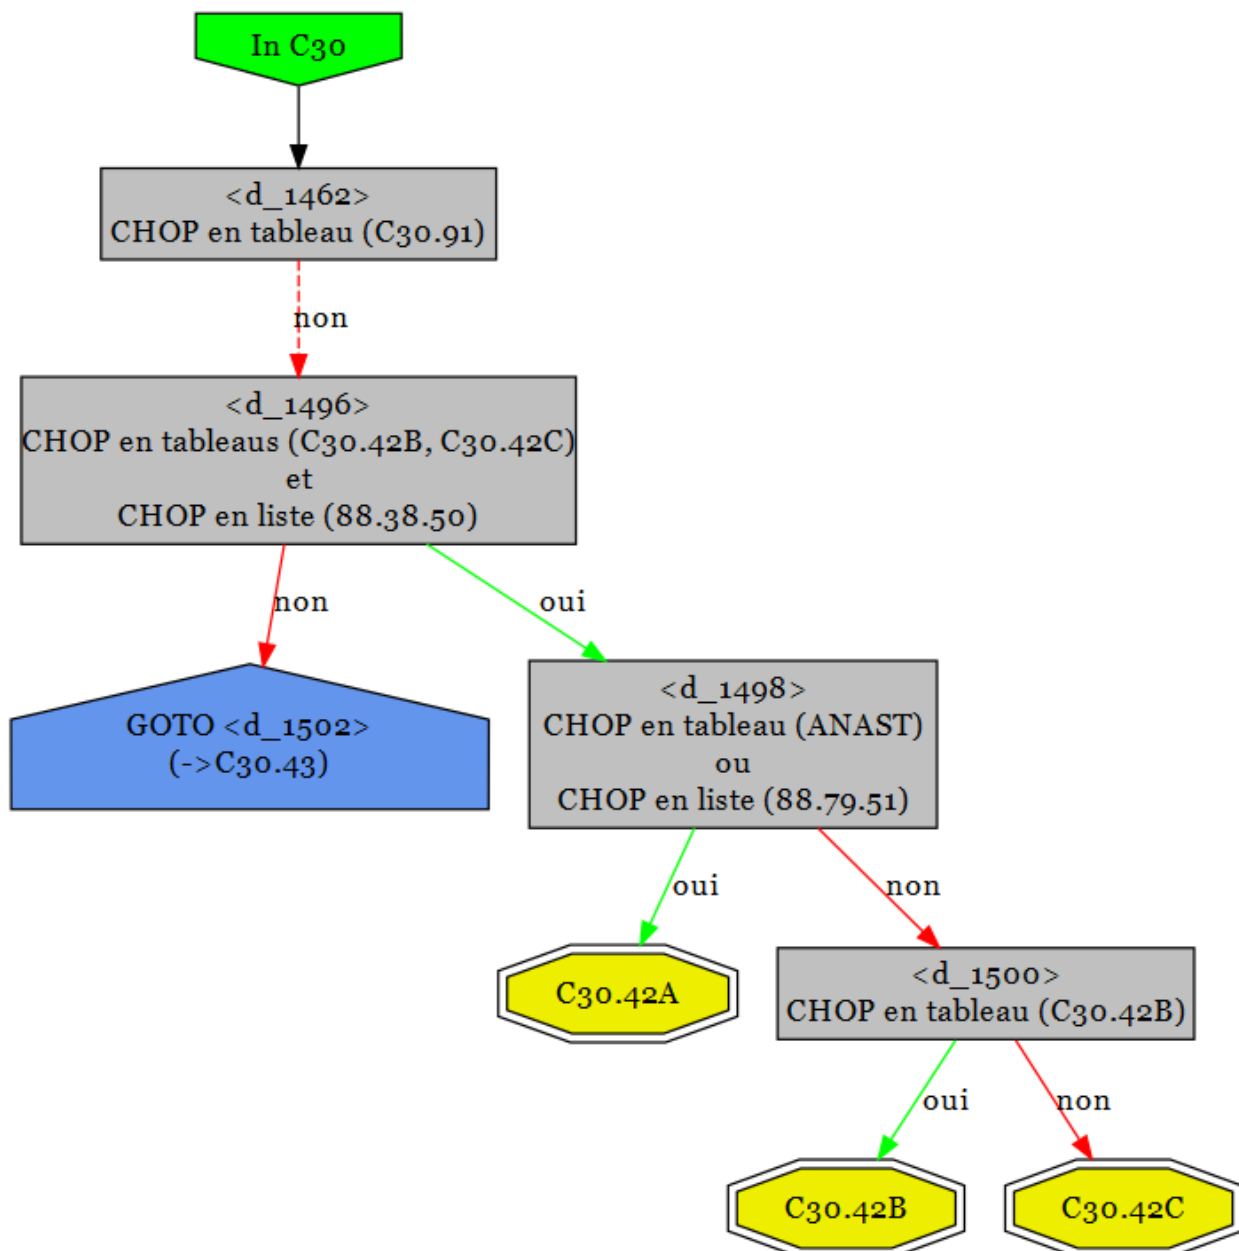 In C30
<d_1462>
CHOP en tableau (C30.91)
non
<d_1496>
CHOP en tableaus (C30.42B, C30.42C)
et
CHOP en liste (88.38.50)
non
oui
GOTO <d_1502>
(->C30.43)
<d_1498>
CHOP en tableau (ANAST)
ou
CHOP en liste (88.79.51)
oui
non
C30.42A
<d_1500>
CHOP en tableau (C30.42B)
oui
non
C30.42B
C30.42C